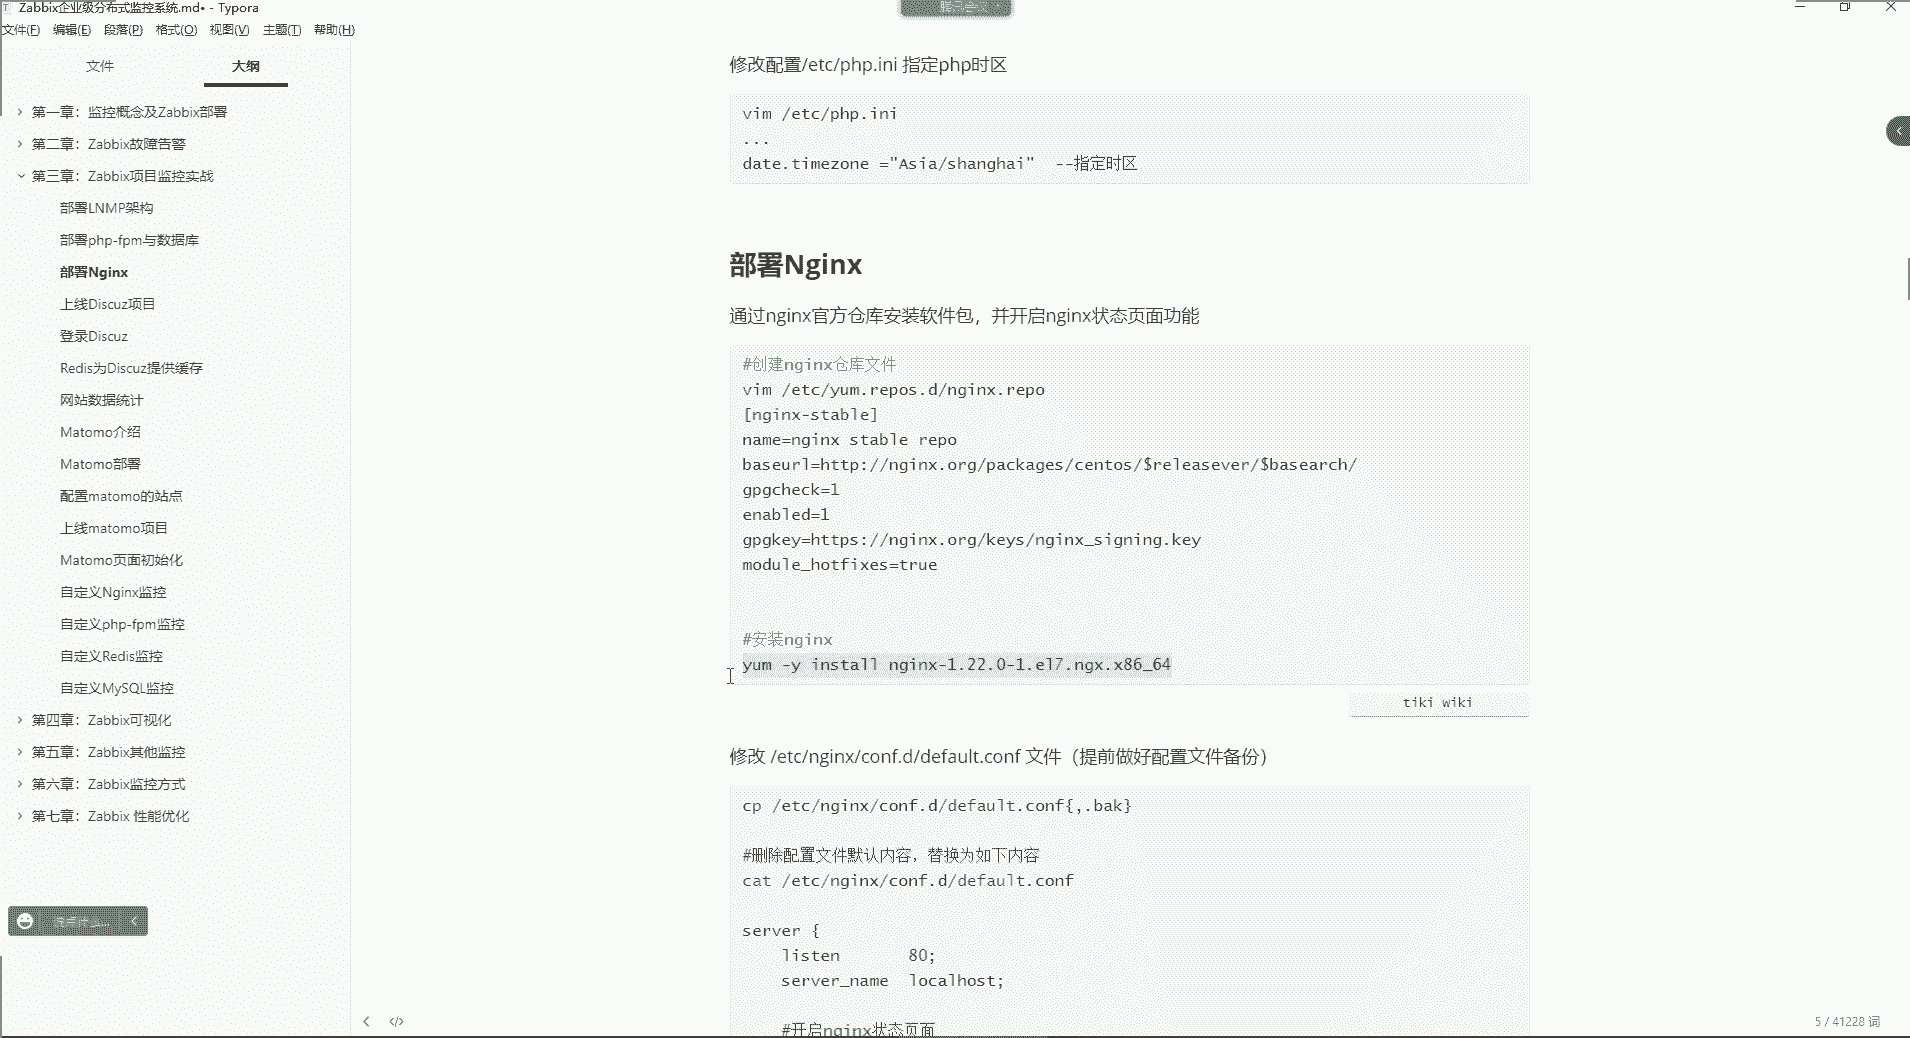 Zabbix企业级分布式监控系统.md• - Typora
文件(F) 编辑(E) 段落(P) 格式(O) 视图(V) 主题(T) 帮助(H)
文件 大纲
第一章：监控概念及Zabbix部署
第二章：Zabbix故障告警
第三章：Zabbix项目监控实战
部署LNMP架构
部署php-fpm与数据库
部署Nginx
上线Discuz项目
登录Discuz
Redis为Discuz提供缓存
网站数据统计
Matomo介绍
Matomo部署
配置matomo的站点
上线matomo项目
Matomo页面初始化
自定义Nginx监控
自定义php-fpm监控
自定义Redis监控
自定义MySQL监控
第四章：Zabbix可视化
第五章：Zabbix其他监控
第六章：Zabbix监控方式
第七章：Zabbix 性能优化
修改配置/etc/php.ini 指定php时区
vim /etc/php.ini
...
date.timezone ="Asia/shanghai"  --指定时区
部署Nginx
通过nginx官方仓库安装软件包，并开启nginx状态页面功能
#创建nginx仓库文件
vim /etc/yum.repos.d/nginx.repo
[nginx-stable]
name=nginx stable repo
baseurl=http://nginx.org/packages/centos/$releasever/$basearch/
gpgcheck=1
enabled=1
gpgkey=https://nginx.org/keys/nginx_signing.key
module_hotfixes=true
#安装nginx
yum -y install nginx-1.22.0-1.el7.ngx.x86_64
tiki wiki
修改 /etc/nginx/conf.d/default.conf 文件（提前做好配置文件备份）
cp /etc/nginx/conf.d/default.conf{,.bak}
#删除配置文件默认内容，替换为如下内容
cat /etc/nginx/conf.d/default.conf
server {
listen       80;
server_name  localhost;
#开启nginx状态页面
5 / 41228 词